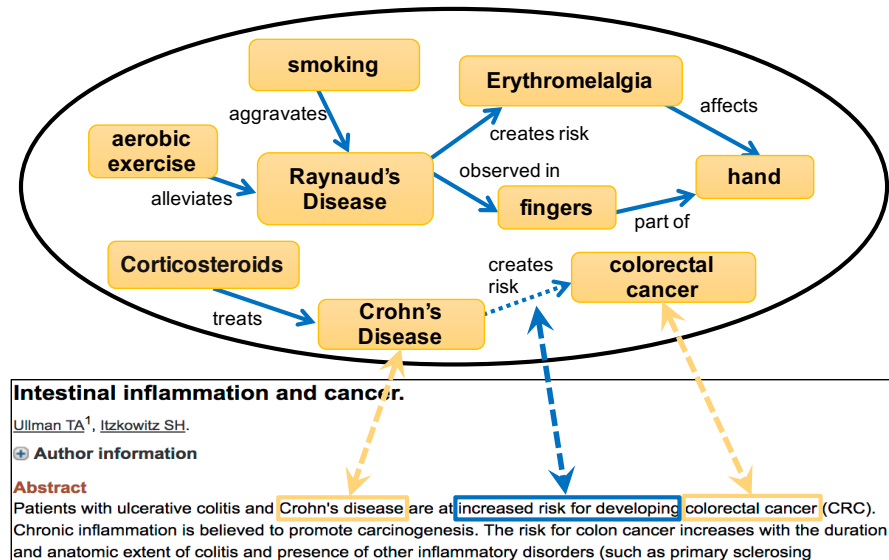 smoking
Erythromelalgia
aggravates
affects
aerobic
exercise
creates risk
Raynaud's
Disease
observed in
hand
alleviates
fingers
part of
Corticosteroids
creates
risk
colorectal
cancer
treats
Crohn's
Disease
Intestinal inflammation and cancer.
Ullman TA1, Itzkowitz SH.
Author information
Abstract
Patients with ulcerative colitis and Crohn's disease are at increased risk for developing colorectal cancer (CRC).
Chronic inflammation is believed to promote carcinogenesis. The risk for colon cancer increases with the duration
and anatomic extent of colitis and presence of other inflammatory disorders (such as primary sclerosing